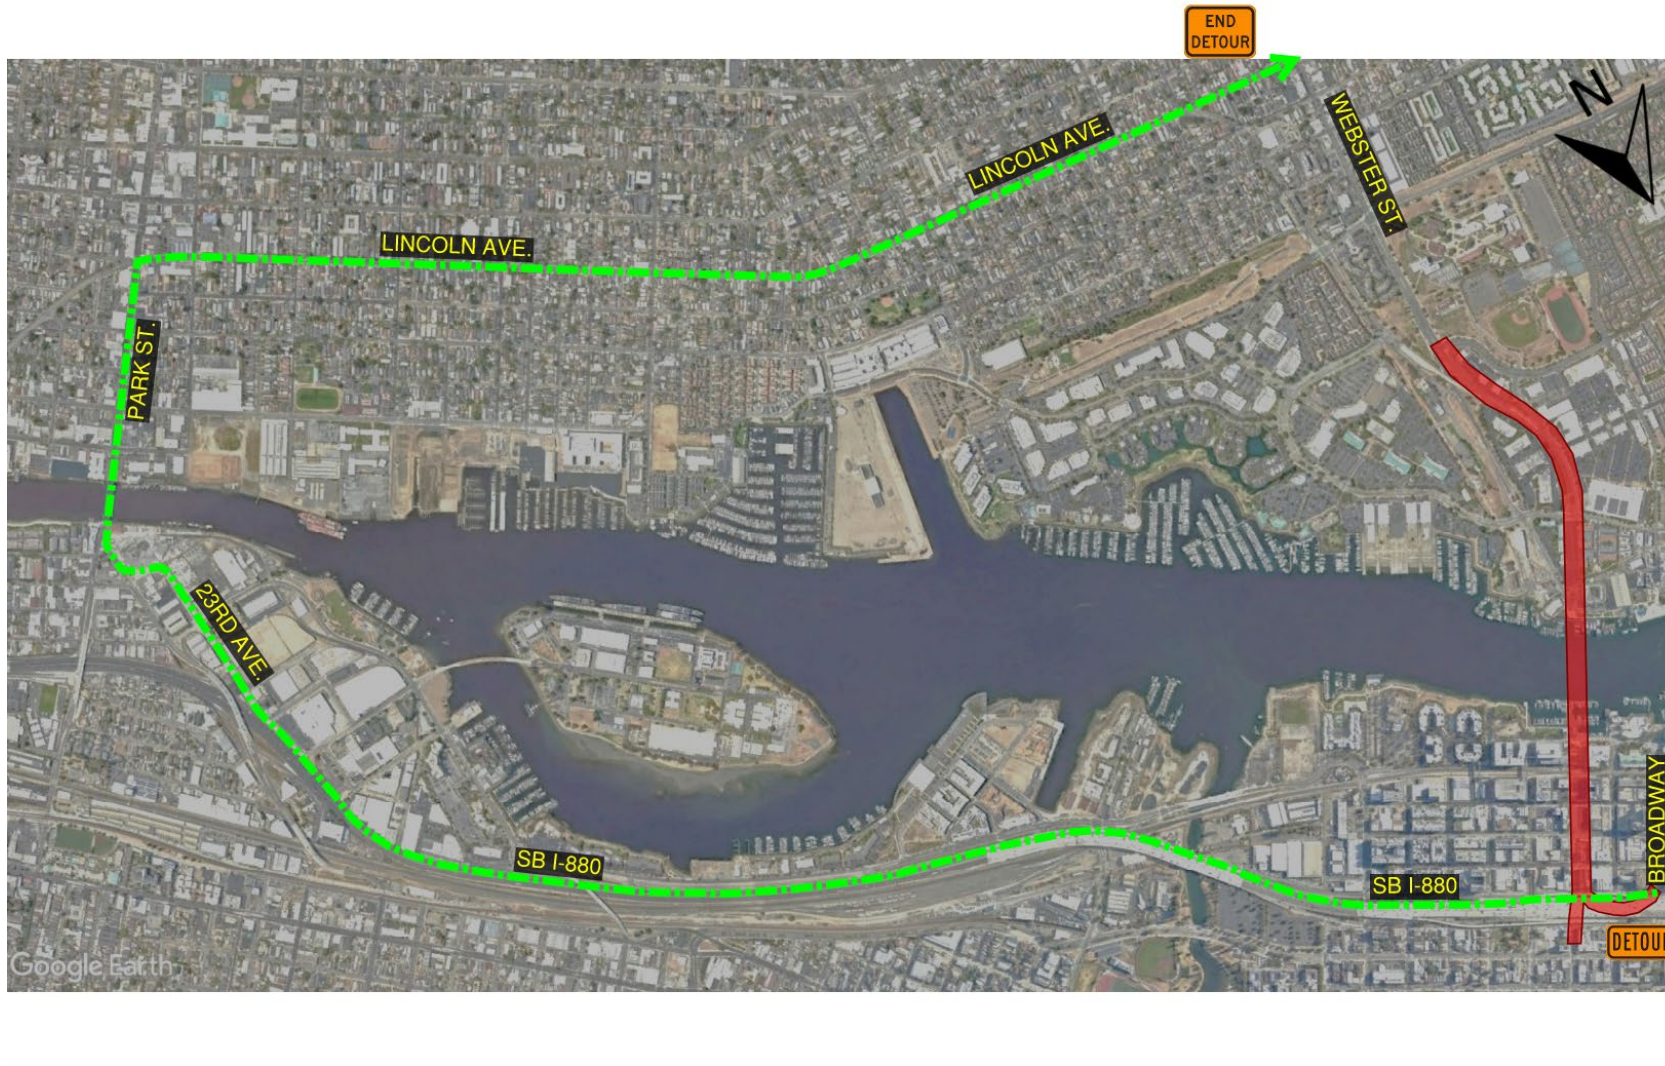 END
DETOUR
N
WEBSTER ST.
LINCOLN AVE.
LINCOLN AVE.
PARK ST.
23RD AVE.
SB I-880
SB I-880
BROADWAY
DETOUR
Google Earth